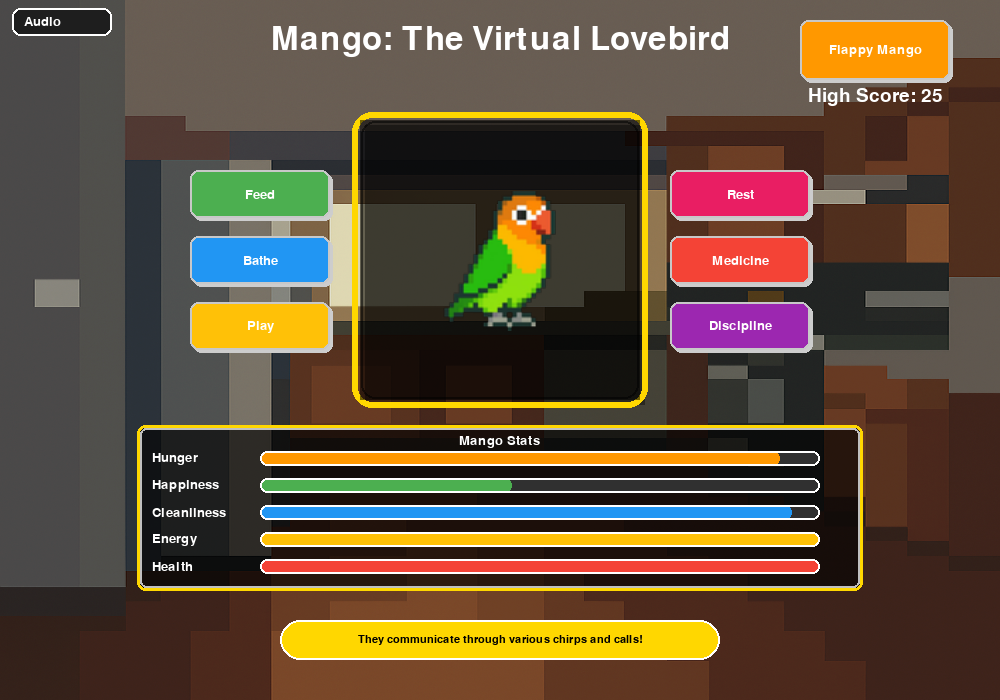 Audio
Mango: The Virtual Lovebird
Flappy Mango
High Score: 25
Feed
Bathe
Play
Rest
Medicine
Discipline
Mango Stats
Hunger
Happiness
Cleanliness
Energy
Health
They communicate through various chirps and calls!